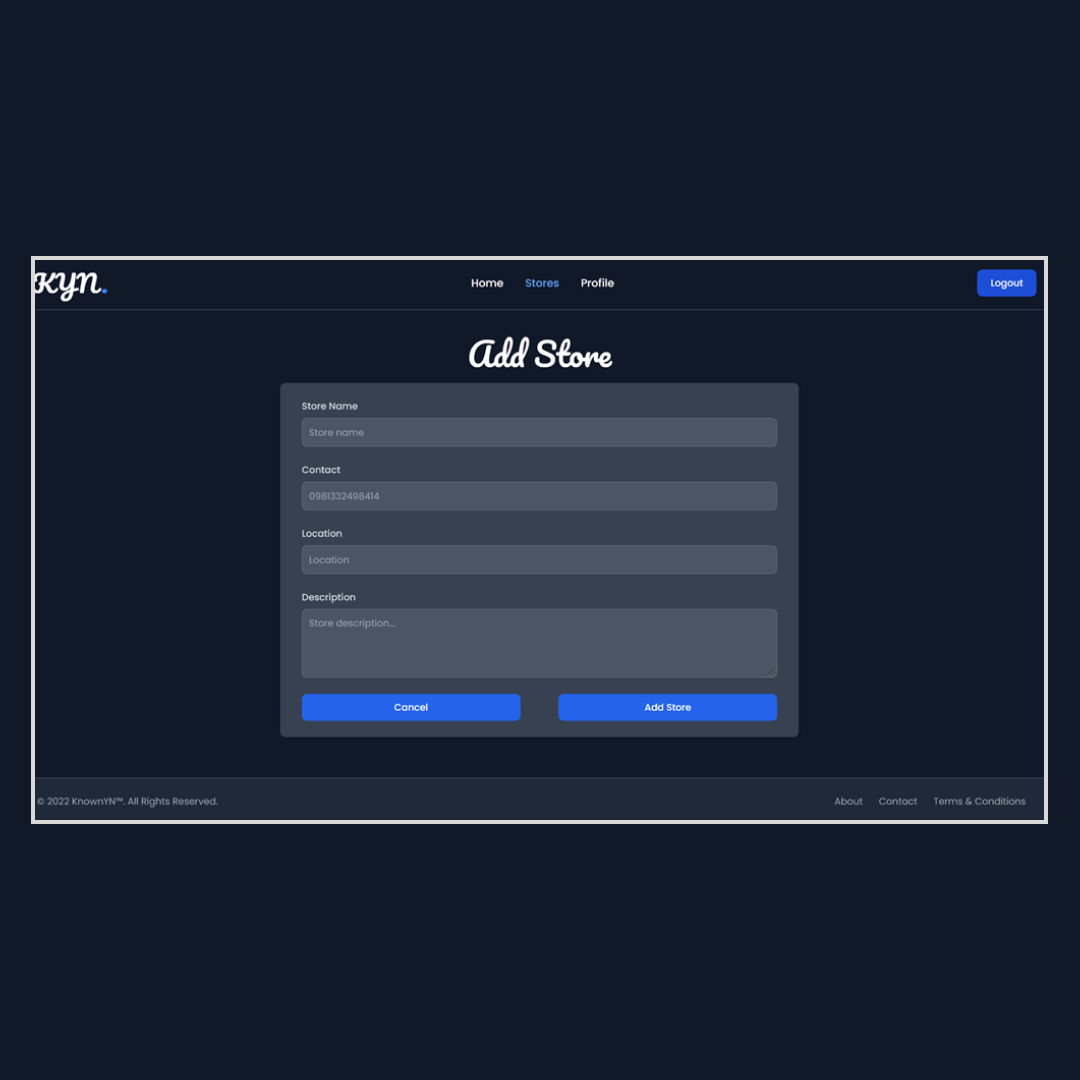 KYN.
Home Stores Profile
Logout
Add Store
Store Name
Store name
Contact
0981332498414
Location
Location
Description
Store description...
Cancel
Add Store
© 2022 KnownYN™. All Rights Reserved.
About Contact Terms & Conditions